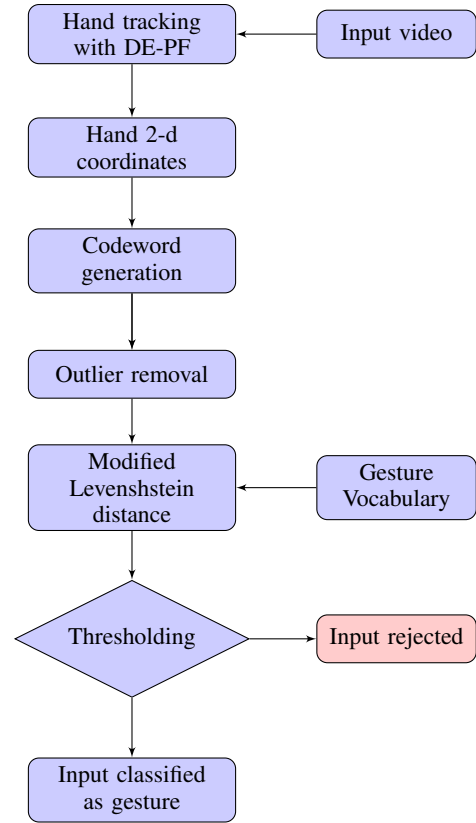 Hand tracking
with DE-PF
Input video
Hand 2-d
coordinates
Codeword
generation
Outlier removal
Modified
Levenshstein
distance
Gesture
Vocabulary
Thresholding
Input rejected
Input classified
as gesture